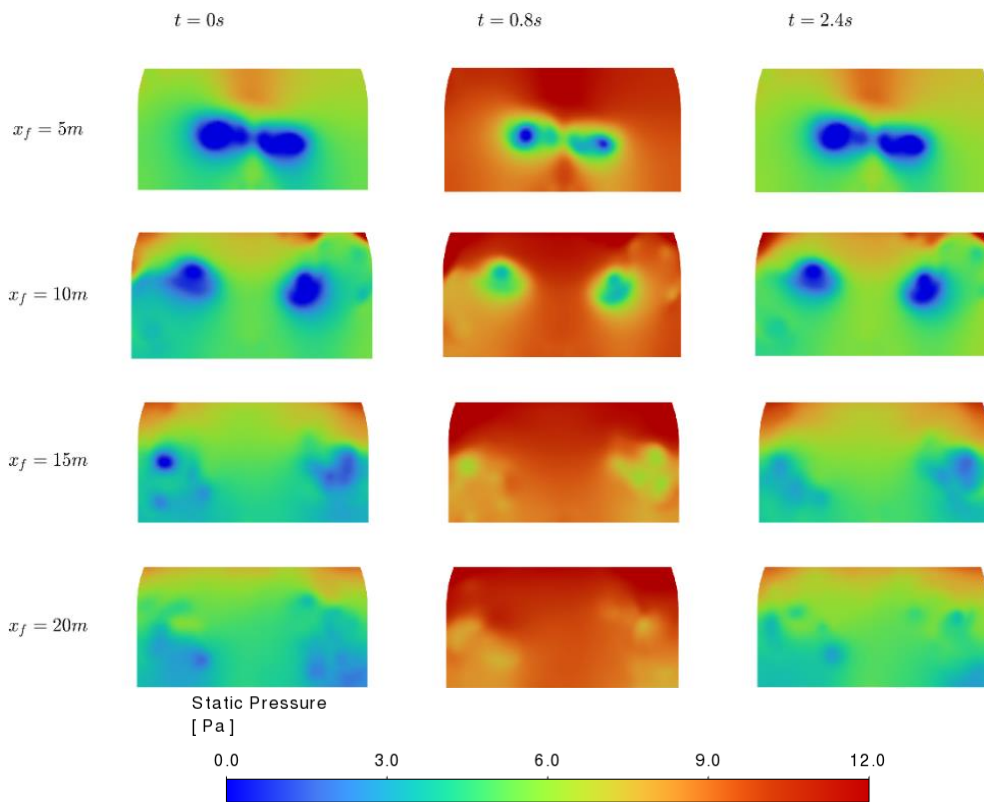 t = 0s t = 0.8s t = 2.4s
x_f = 5m
x_f = 10m
x_f = 15m
x_f = 20m
Static Pressure
[ Pa ]
0.0 3.0 6.0 9.0 12.0